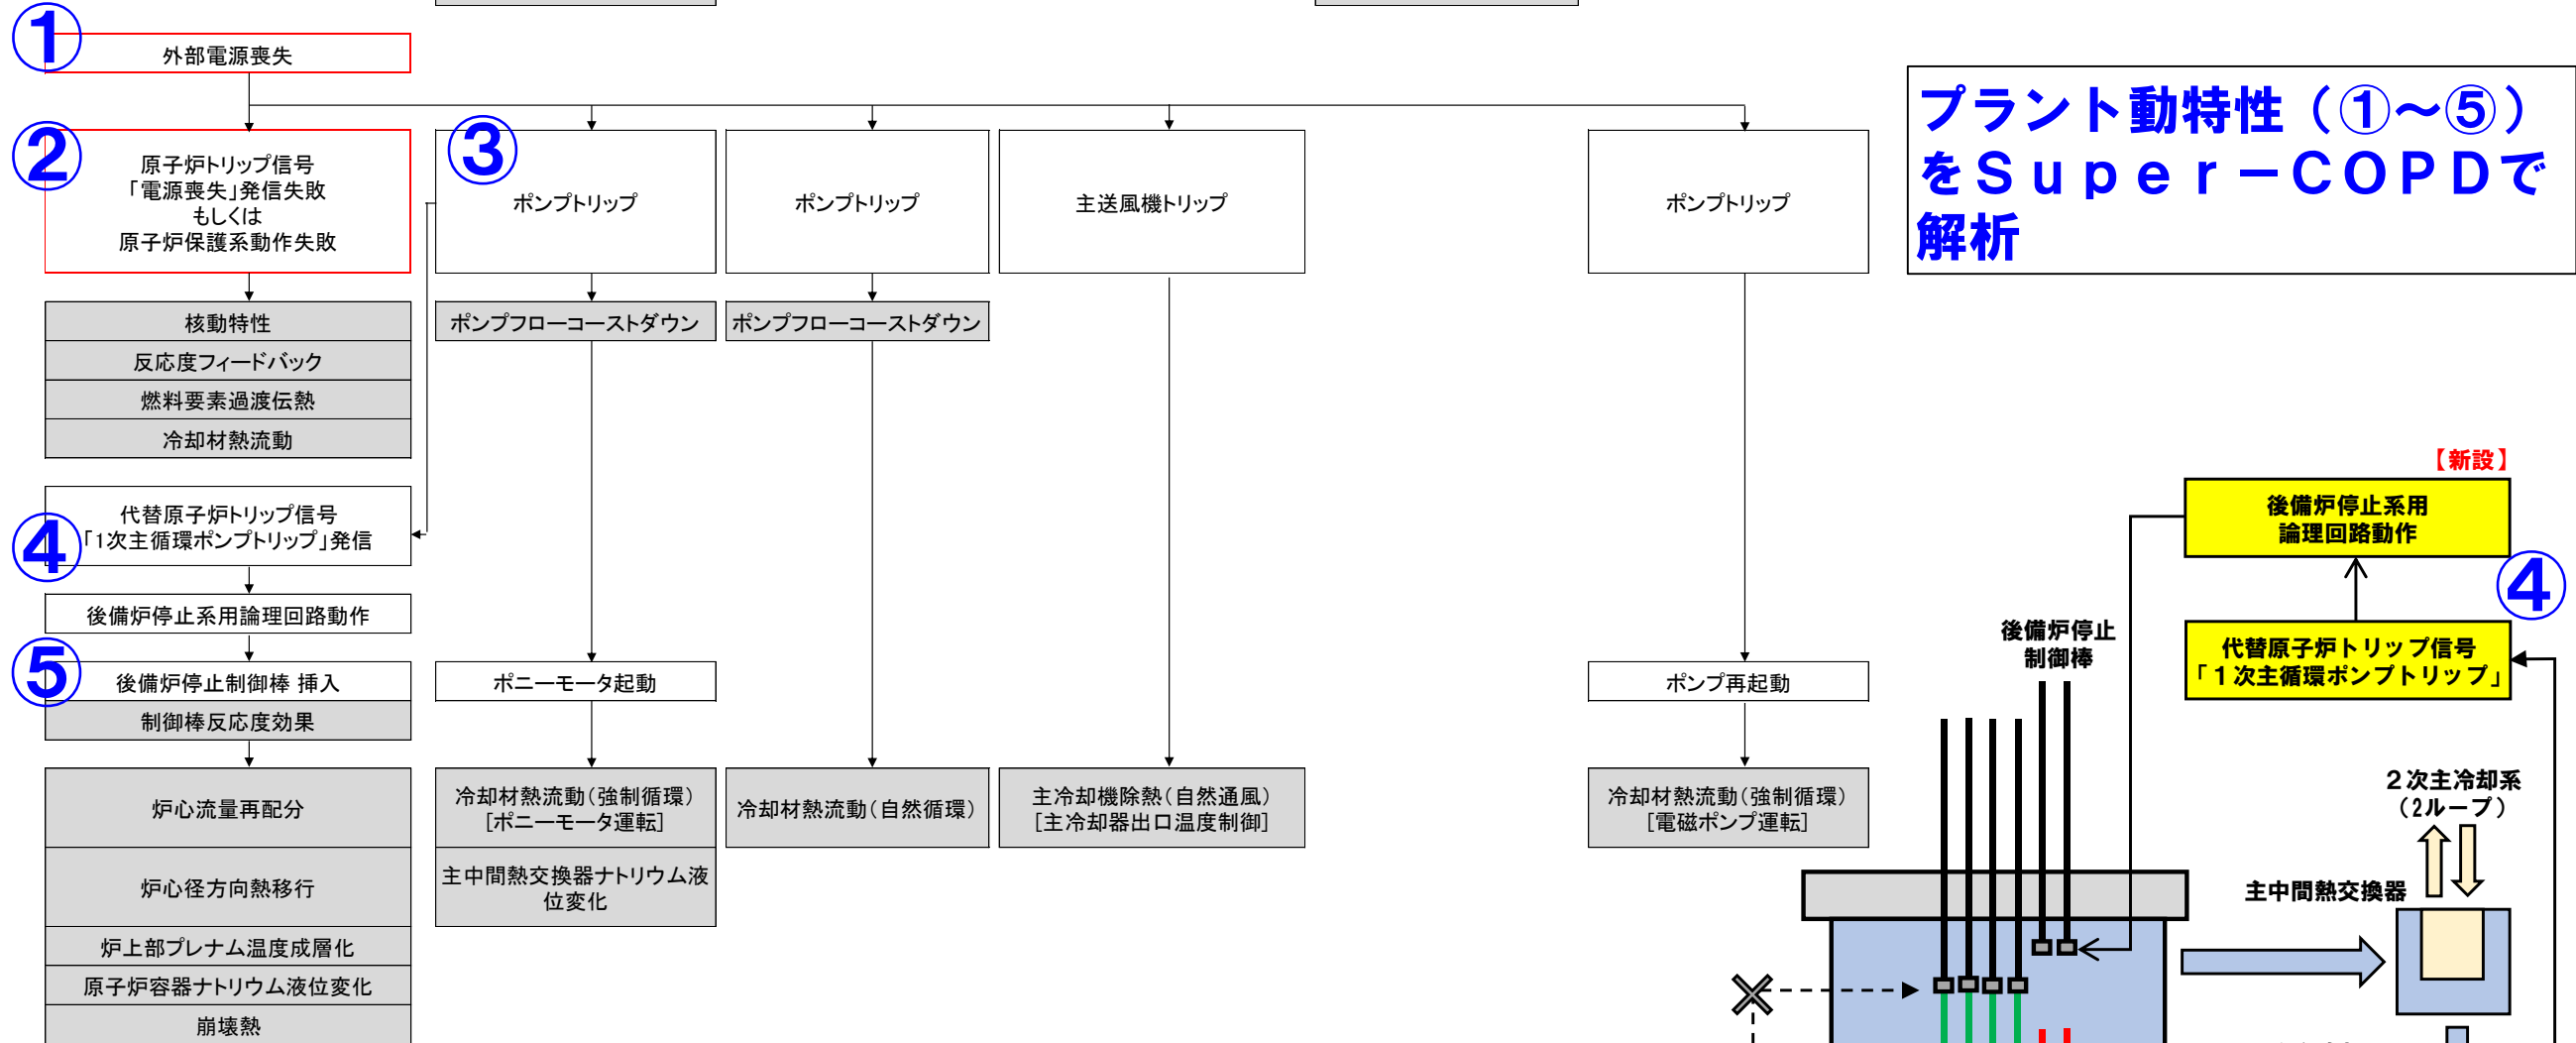 ①
外部電源喪失
プラント動特性（①～⑤）
をＳｕｐｅｒ－ＣＯＰＤで
解析
②
原子炉トリップ信号
「電源喪失」発信失敗
もしくは
原子炉保護系動作失敗
③
ポンプトリップ
ポンプトリップ
主送風機トリップ
ポンプトリップ
核動特性
ポンプフローコーストダウン
ポンプフローコーストダウン
反応度フィードバック
燃料要素過渡伝熱
冷却材熱流動
④
代替原子炉トリップ信号
「1次主循環ポンプトリップ」発信
後備炉停止系用論理回路動作
⑤
後備炉停止制御棒 挿入
ポニーモータ起動
ポンプ再起動
制御棒反応度効果
炉心流量再配分
冷却材熱流動（強制循環）
［ポニーモータ運転］
冷却材熱流動（自然循環）
主冷却機除熱（自然通風）
［主冷却器出口温度制御］
冷却材熱流動（強制循環）
［電磁ポンプ運転］
炉心径方向熱移行
主中間熱交換器ナトリウム液
位変化
炉上部プレナム温度成層化
原子炉容器ナトリウム液位変化
崩壊熱
【新設】
後備炉停止系用
論理回路動作
④
代替原子炉トリップ信号
「１次主循環ポンプトリップ」
後備炉停止
制御棒
２次主冷却系
（2ループ）
主中間熱交換器